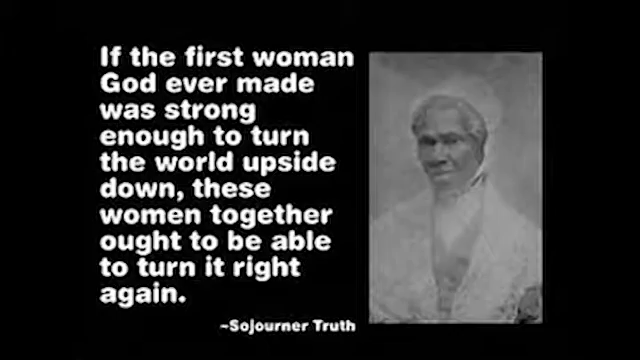 If the first woman
God ever made
was strong
enough to turn
the world upside
down, these
women together
ought to be able
to turn it right
again.
~Sojourner Truth